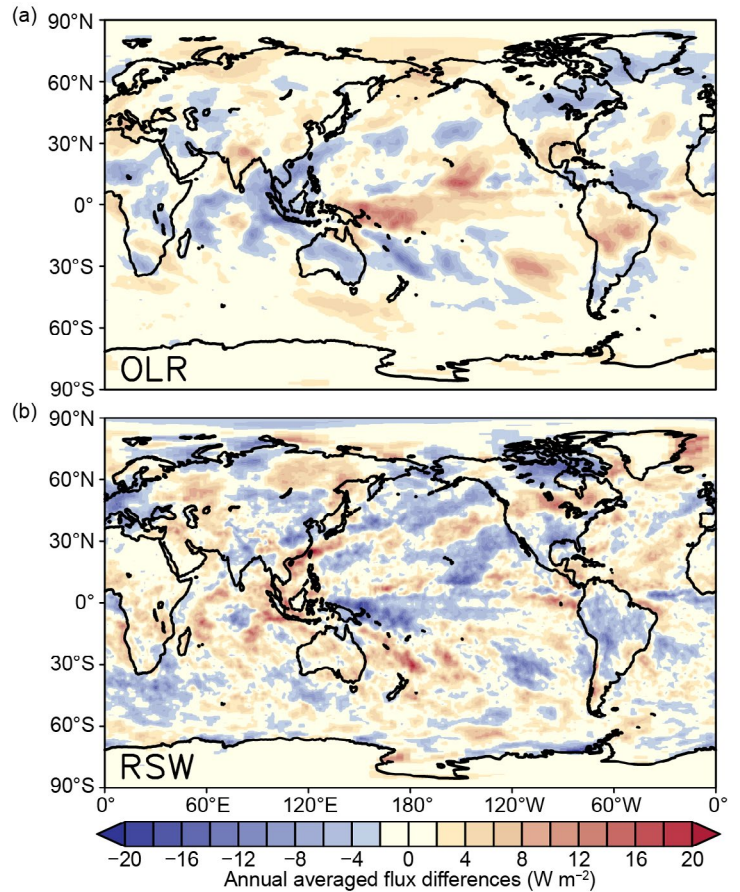 (a)
90°N
60°N
30°N
0°
30°S
60°S
90°S
OLR
(b)
90°N
60°N
30°N
0°
30°S
60°S
90°S
RSW
0° 60°E 120°E 180° 120°W 60°W 0°
−20 −16 −12 −8 −4 0 4 8 12 16 20
Annual averaged flux differences (W m⁻²)